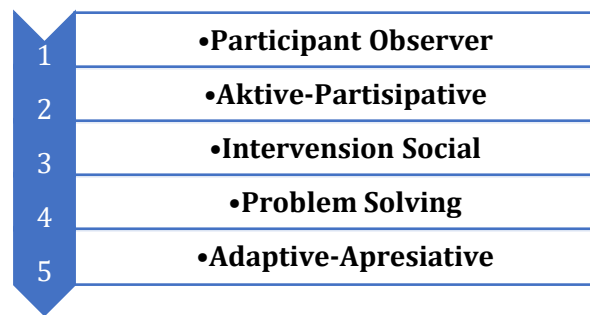 1 •Participant Observer
2 •Aktive-Partisipative
3 •Intervension Social
4 •Problem Solving
5 •Adaptive-Apresiative